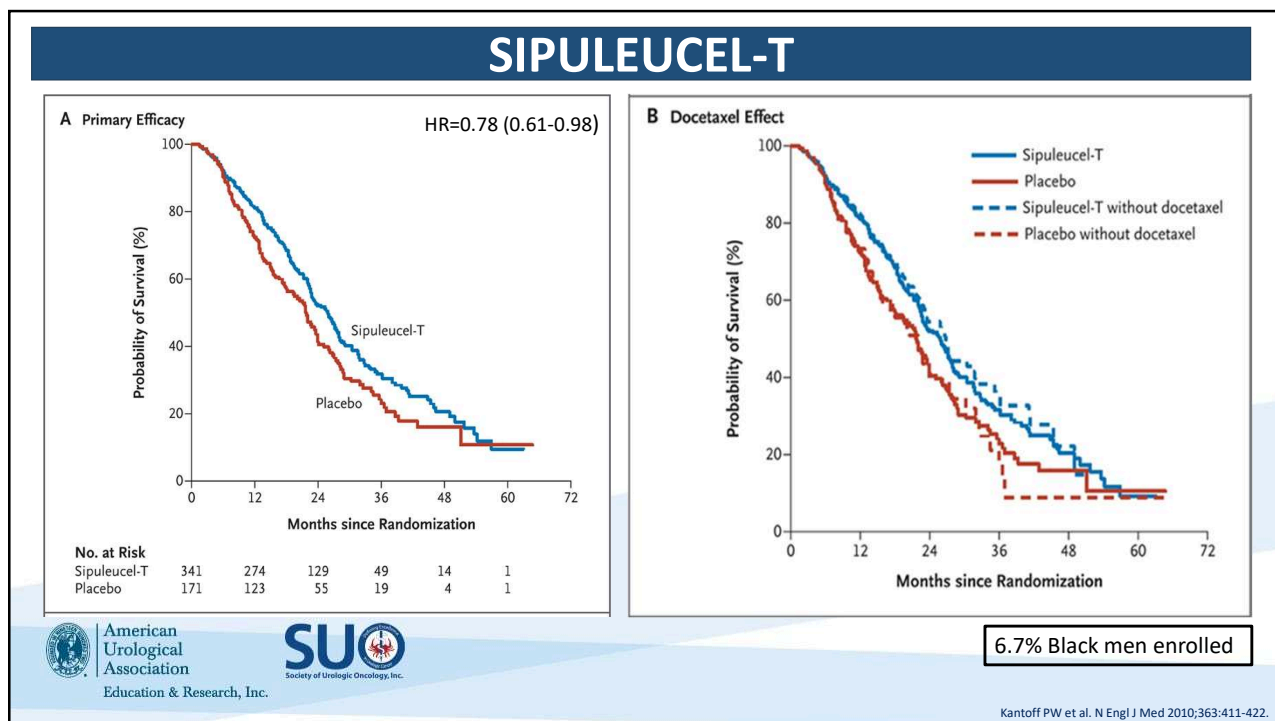 SIPULEUCEL-T
A Primary Efficacy
HR=0.78 (0.61-0.98)
100
80
60
40
20
0
Probability of Survival (%)
Sipuleucel-T
Placebo
0 12 24 36 48 60 72
Months since Randomization
No. at Risk
Sipuleucel-T 341 274 129 49 14 1
Placebo 171 123 55 19 4 1
B Docetaxel Effect
Sipuleucel-T
Placebo
Sipuleucel-T without docetaxel
Placebo without docetaxel
100
80
60
40
20
0
Probability of Survival (%)
0 12 24 36 48 60 72
Months since Randomization
American
Urological
Association
Education & Research, Inc.
SUO
Society of Urologic Oncology, Inc.
6.7% Black men enrolled
Kantoff PW et al. N Engl J Med 2010;363:411-422.